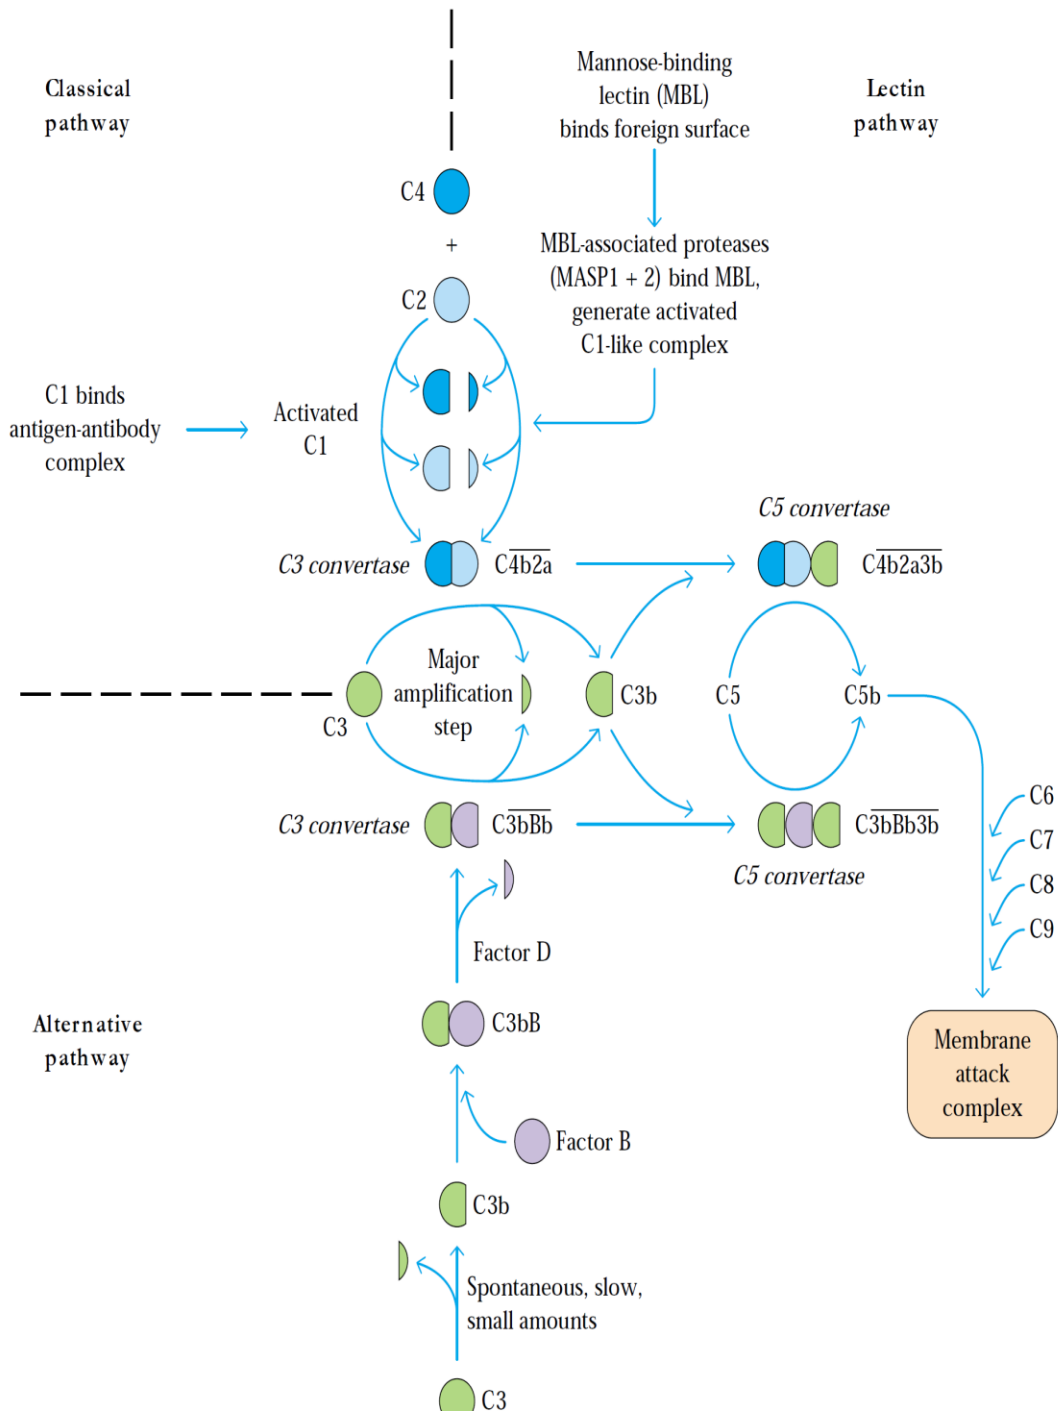 Classical
pathway
Mannose-binding
lectin (MBL)
binds foreign surface
Lectin
pathway
C4
+
C2
MBL-associated proteases
(MASP1 + 2) bind MBL,
generate activated
C1-like complex
C1 binds
antigen-antibody
complex
Activated
C1
C3 convertase
C4b2a
C5 convertase
C4b2a3b
C3
Major
amplification
step
C3b
C5
C5b
C3 convertase
C3bBb
C3bBb3b
C5 convertase
C6
C7
C8
C9
Factor D
Alternative
pathway
C3bB
Membrane
attack
complex
Factor B
C3b
Spontaneous, slow,
small amounts
C3